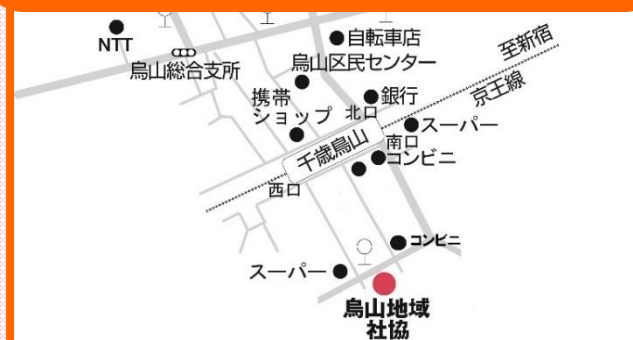 自転車店
NTT
烏山総合支所
烏山区民センター
至新宿
京王線
携帯
ショップ
北口
銀行
スーパー
千歳烏山
南口
コンビニ
西口
コンビニ
スーパー
烏山地域
社協